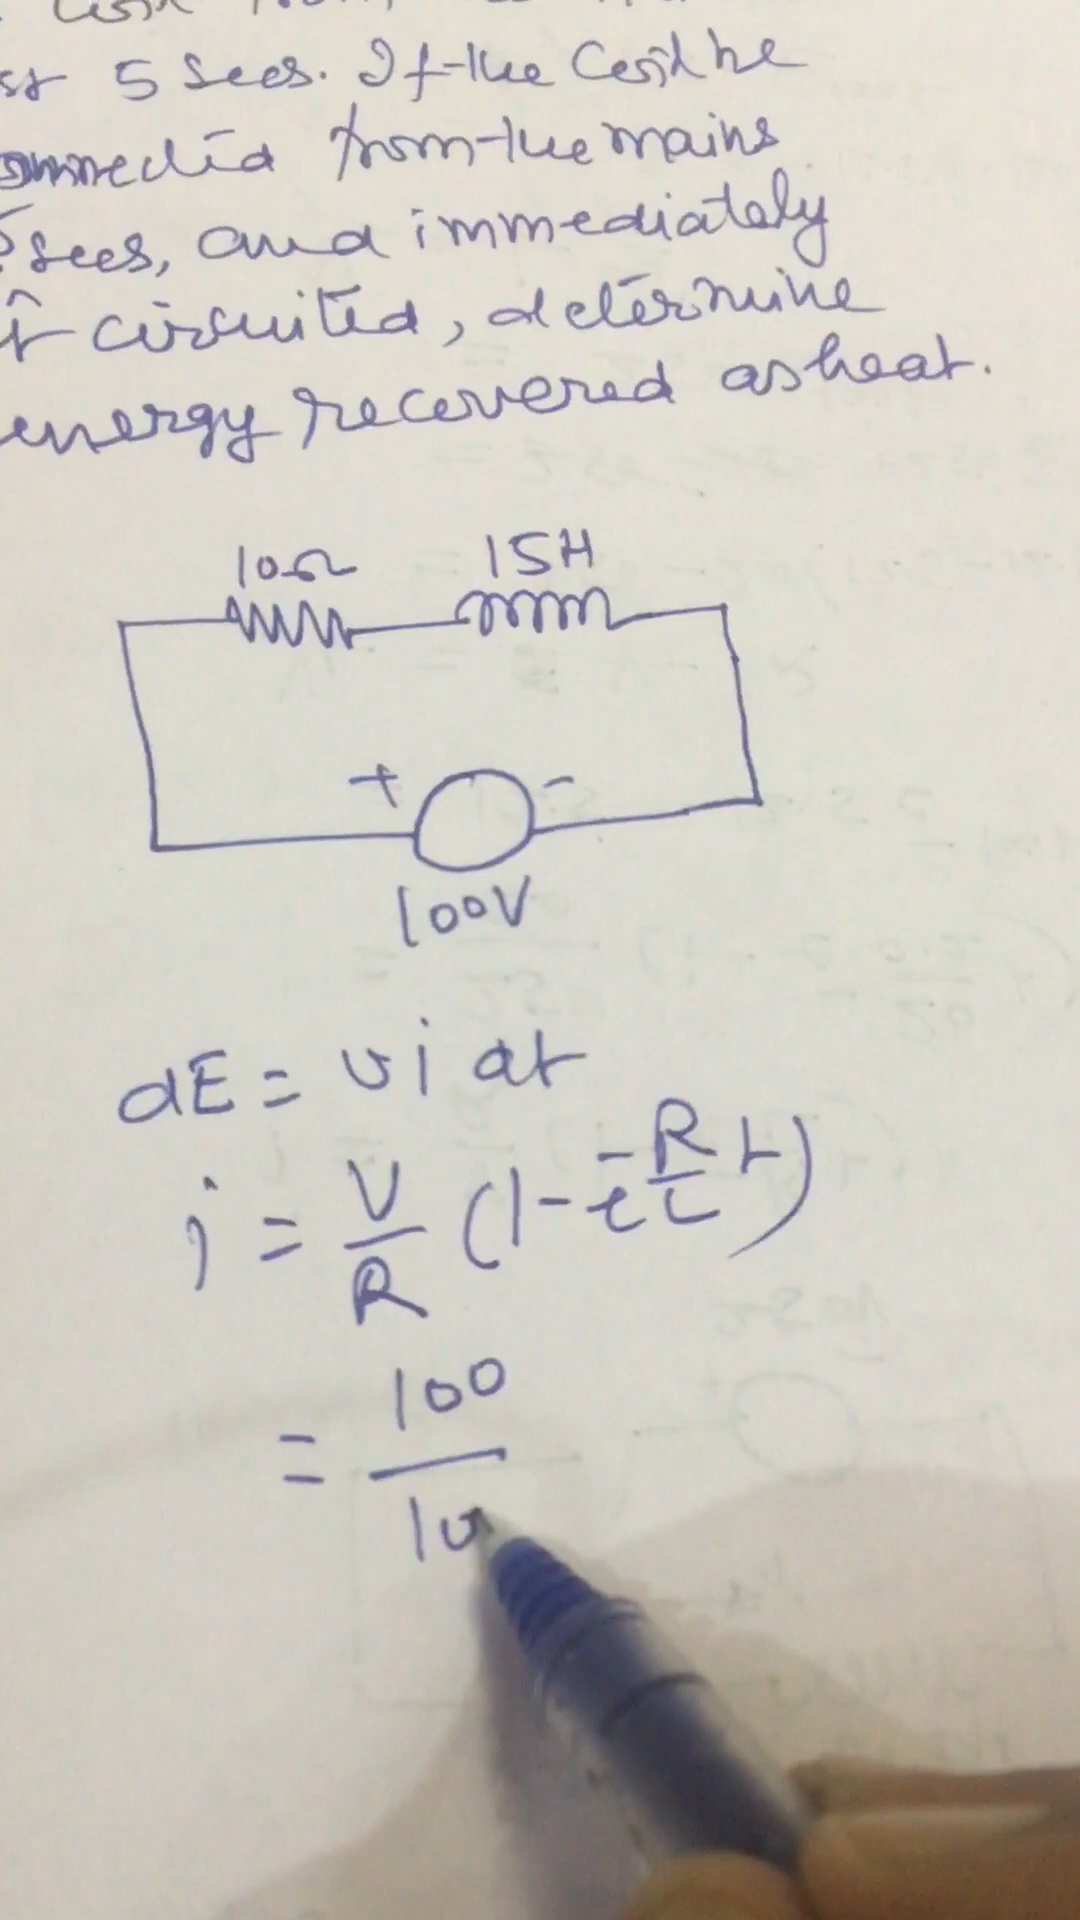 5 Secs. If the Coil be
from the mains
secs, and immediately
circuited, determine
energy recovered as heat.
10Ω 15H
+ -
100V
dE = vi dt
i = V/R (1 - e^(-R/L t))
= 100/10